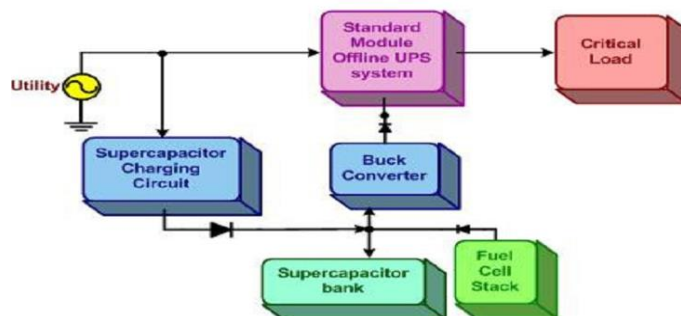 Standard
Module
Offline UPS
system
Critical
Load
Utility
Supercapacitor
Charging
Circuit
Buck
Converter
Supercapacitor
bank
Fuel
Cell
Stack